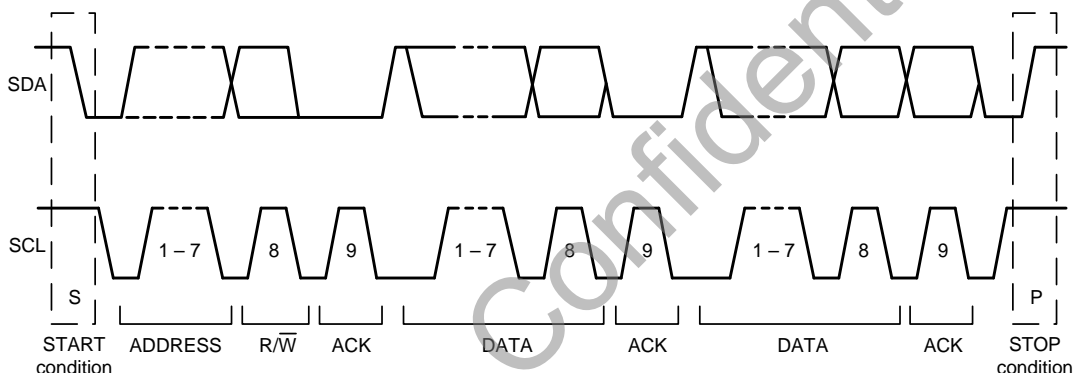 SDA
SCL
1 – 7
8
9
1 – 7
8
9
1 – 7
8
9
S
P
START
condition
ADDRESS
R/W̅
ACK
DATA
ACK
DATA
ACK
STOP
condition